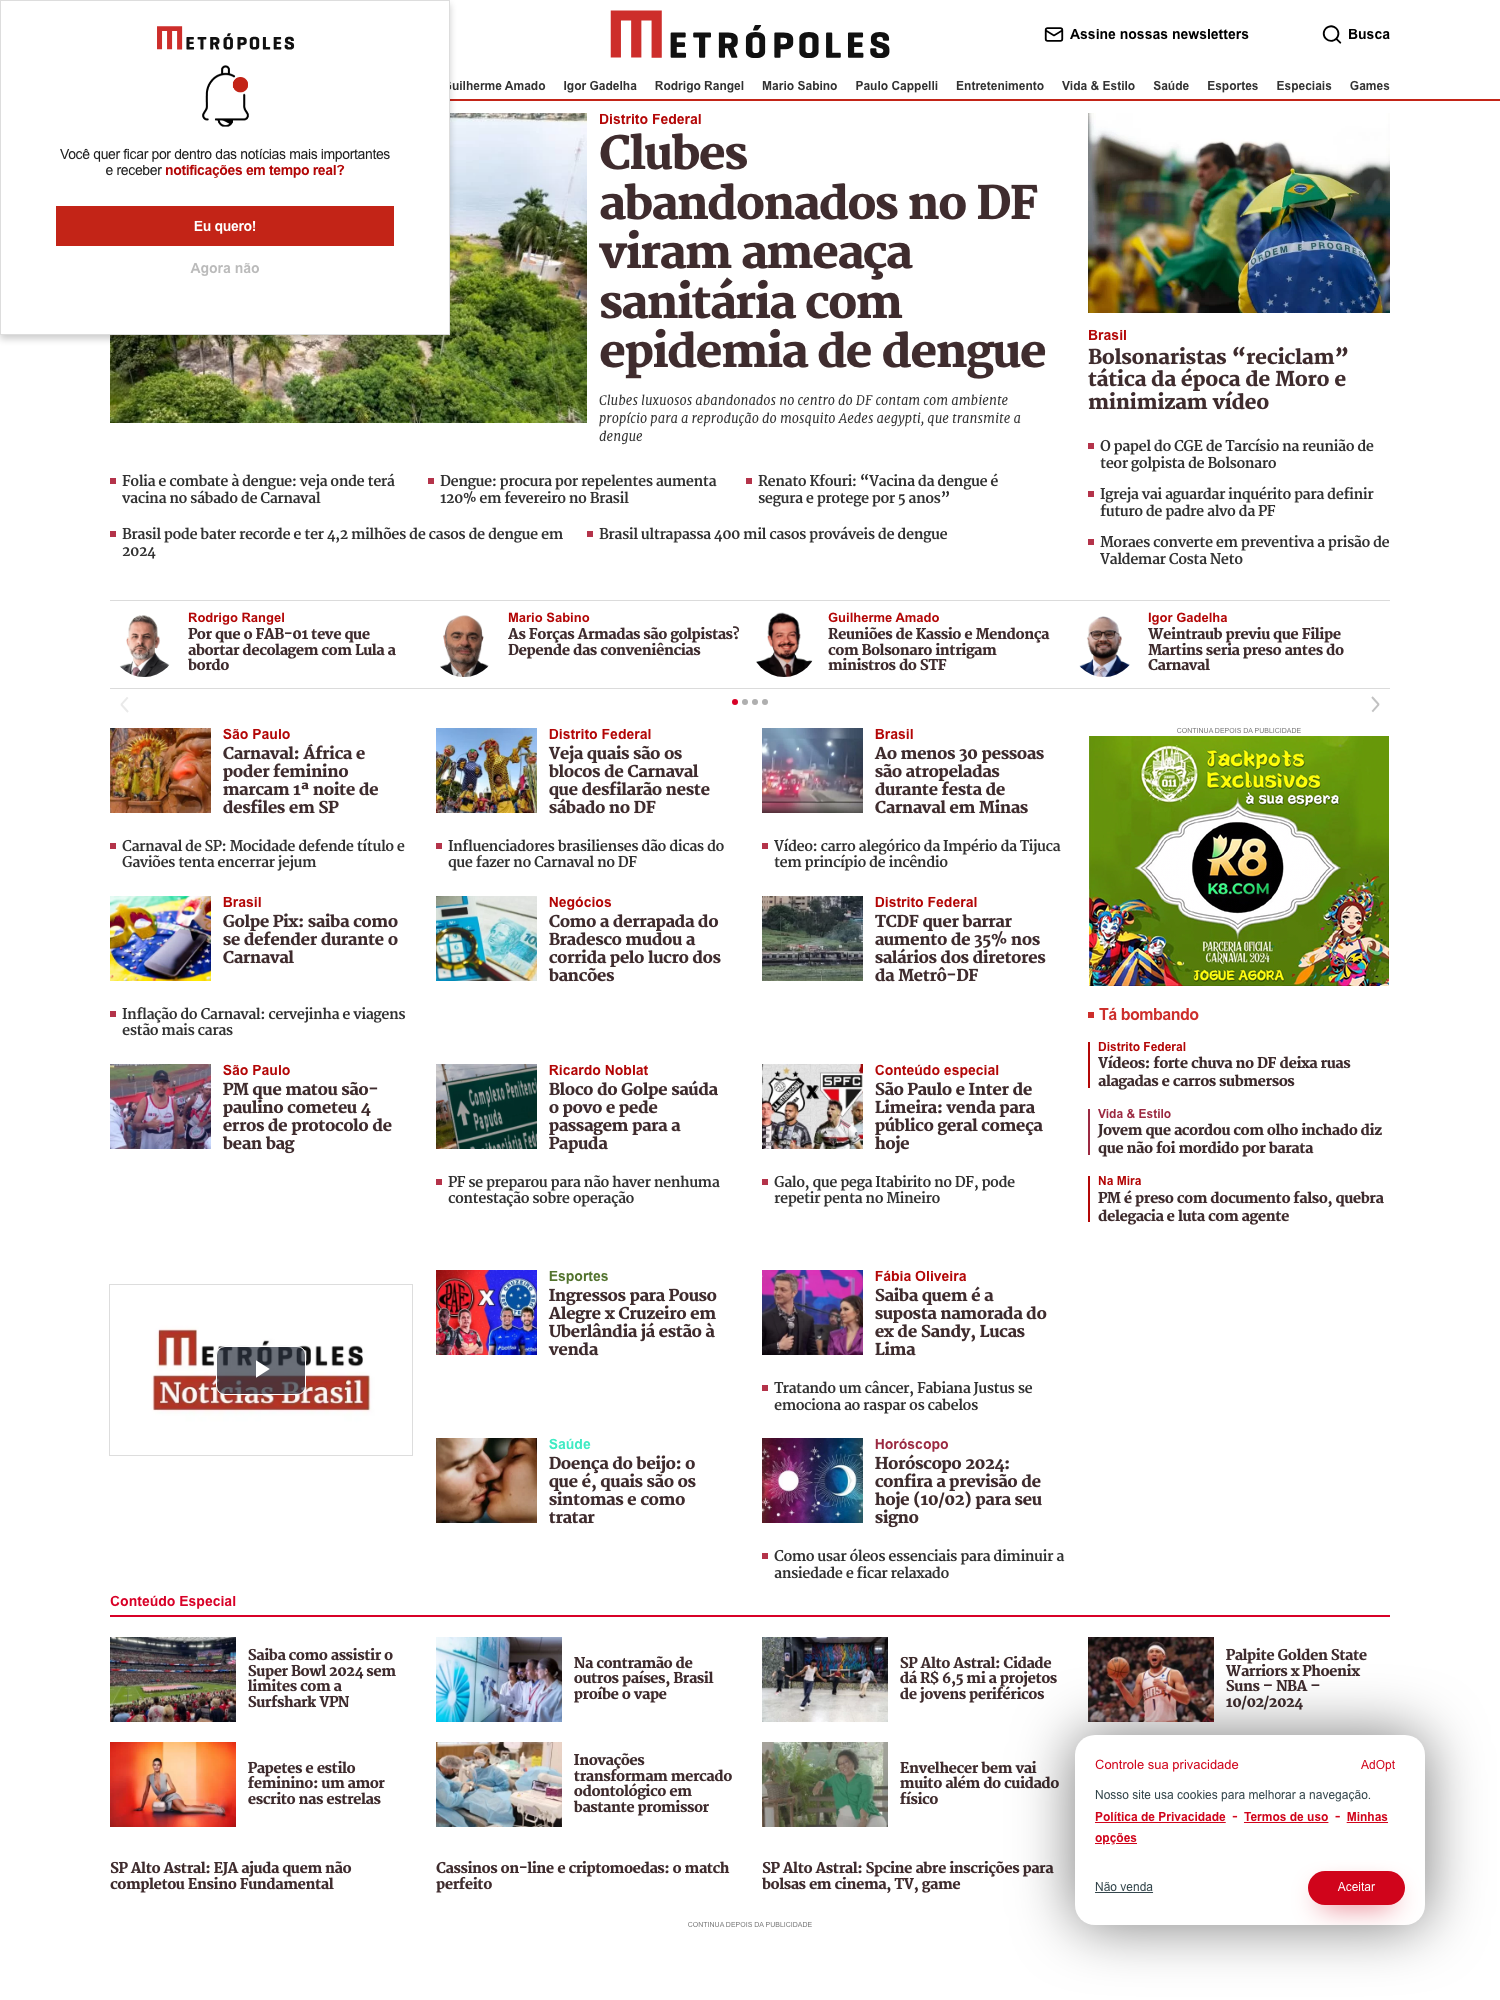 METRÓPOLES
Você quer ficar por dentro das notícias mais importantes
e receber notificações em tempo real?
Eu quero!
Agora não
METRÓPOLES
Assine nossas newsletters
Busca
Guilherme Amado
Igor Gadelha
Rodrigo Rangel
Mario Sabino
Paulo Cappelli
Entretenimento
Vida & Estilo
Saúde
Esportes
Especiais
Games
Distrito Federal
Clubes
abandonados no DF
viram ameaça
sanitária com
epidemia de dengue
Clubes luxuosos abandonados no centro do DF contam com ambiente
propício para a reprodução do mosquito Aedes aegypti, que transmite a
dengue
ORDEM E PROGRES
Brasil
Bolsonaristas “reciclam”
tática da época de Moro e
minimizam vídeo
O papel do CGE de Tarcísio na reunião de
teor golpista de Bolsonaro
Igreja vai aguardar inquérito para definir
futuro de padre alvo da PF
Moraes converte em preventiva a prisão de
Valdemar Costa Neto
Folia e combate à dengue: veja onde terá
vacina no sábado de Carnaval
Dengue: procura por repelentes aumenta
120% em fevereiro no Brasil
Renato Kfouri: “Vacina da dengue é
segura e protege por 5 anos”
Brasil pode bater recorde e ter 4,2 milhões de casos de dengue em
2024
Brasil ultrapassa 400 mil casos prováveis de dengue
Rodrigo Rangel
Por que o FAB-01 teve que
abortar decolagem com Lula a
bordo
Mario Sabino
As Forças Armadas são golpistas?
Depende das conveniências
Guilherme Amado
Reuniões de Kassio e Mendonça
com Bolsonaro intrigam
ministros do STF
Igor Gadelha
Weintraub previu que Filipe
Martins seria preso antes do
Carnaval
São Paulo
Carnaval: África e
poder feminino
marcam 1ª noite de
desfiles em SP
Carnaval de SP: Mocidade defende título e
Gaviões tenta encerrar jejum
Distrito Federal
Veja quais são os
blocos de Carnaval
que desfilarão neste
sábado no DF
Influenciadores brasilienses dão dicas do
que fazer no Carnaval no DF
Brasil
Ao menos 30 pessoas
são atropeladas
durante festa de
Carnaval em Minas
Vídeo: carro alegórico da Império da Tijuca
tem princípio de incêndio
CONTINUA DEPOIS DA PUBLICIDADE
Jackpots
Exclusivos
à sua espera
K8
K8.COM
PARCERIA OFICIAL
CARNAVAL 2024
JOGUE AGORA
Brasil
Golpe Pix: saiba como
se defender durante o
Carnaval
Inflação do Carnaval: cervejinha e viagens
estão mais caras
Negócios
Como a derrapada do
Bradesco mudou a
corrida pelo lucro dos
bancões
Distrito Federal
TCDF quer barrar
aumento de 35% nos
salários dos diretores
da Metrô-DF
Tá bombando
Distrito Federal
Vídeos: forte chuva no DF deixa ruas
alagadas e carros submersos
Vida & Estilo
Jovem que acordou com olho inchado diz
que não foi mordido por barata
Na Mira
PM é preso com documento falso, quebra
delegacia e luta com agente
São Paulo
PM que matou são-
paulino cometeu 4
erros de protocolo de
bean bag
Complexo Penitenc
Papuda
Ricardo Noblat
Bloco do Golpe saúda
o povo e pede
passagem para a
Papuda
PF se preparou para não haver nenhuma
contestação sobre operação
X
SPFC
Conteúdo especial
São Paulo e Inter de
Limeira: venda para
público geral começa
hoje
Galo, que pega Itabirito no DF, pode
repetir penta no Mineiro
METRÓPOLES
Notícias Brasil
X
Esportes
Ingressos para Pouso
Alegre x Cruzeiro em
Uberlândia já estão à
venda
Fábia Oliveira
Saiba quem é a
suposta namorada do
ex de Sandy, Lucas
Lima
Tratando um câncer, Fabiana Justus se
emociona ao raspar os cabelos
Saúde
Doença do beijo: o
que é, quais são os
sintomas e como
tratar
Horóscopo
Horóscopo 2024:
confira a previsão de
hoje (10/02) para seu
signo
Como usar óleos essenciais para diminuir a
ansiedade e ficar relaxado
Conteúdo Especial
Saiba como assistir o
Super Bowl 2024 sem
limites com a
Surfshark VPN
Na contramão de
outros países, Brasil
proíbe o vape
SP Alto Astral: Cidade
dá R$ 6,5 mi a projetos
de jovens periféricos
Palpite Golden State
Warriors x Phoenix
Suns – NBA –
10/02/2024
Papetes e estilo
feminino: um amor
escrito nas estrelas
Inovações
transformam mercado
odontológico em
bastante promissor
Envelhecer bem vai
muito além do cuidado
físico
SP Alto Astral: EJA ajuda quem não
completou Ensino Fundamental
Cassinos on-line e criptomoedas: o match
perfeito
SP Alto Astral: Spcine abre inscrições para
bolsas em cinema, TV, game
Controle sua privacidade
AdOpt
Nosso site usa cookies para melhorar a navegação.
Política de Privacidade - Termos de uso - Minhas
opções
Não venda
Aceitar
CONTINUA DEPOIS DA PUBLICIDADE